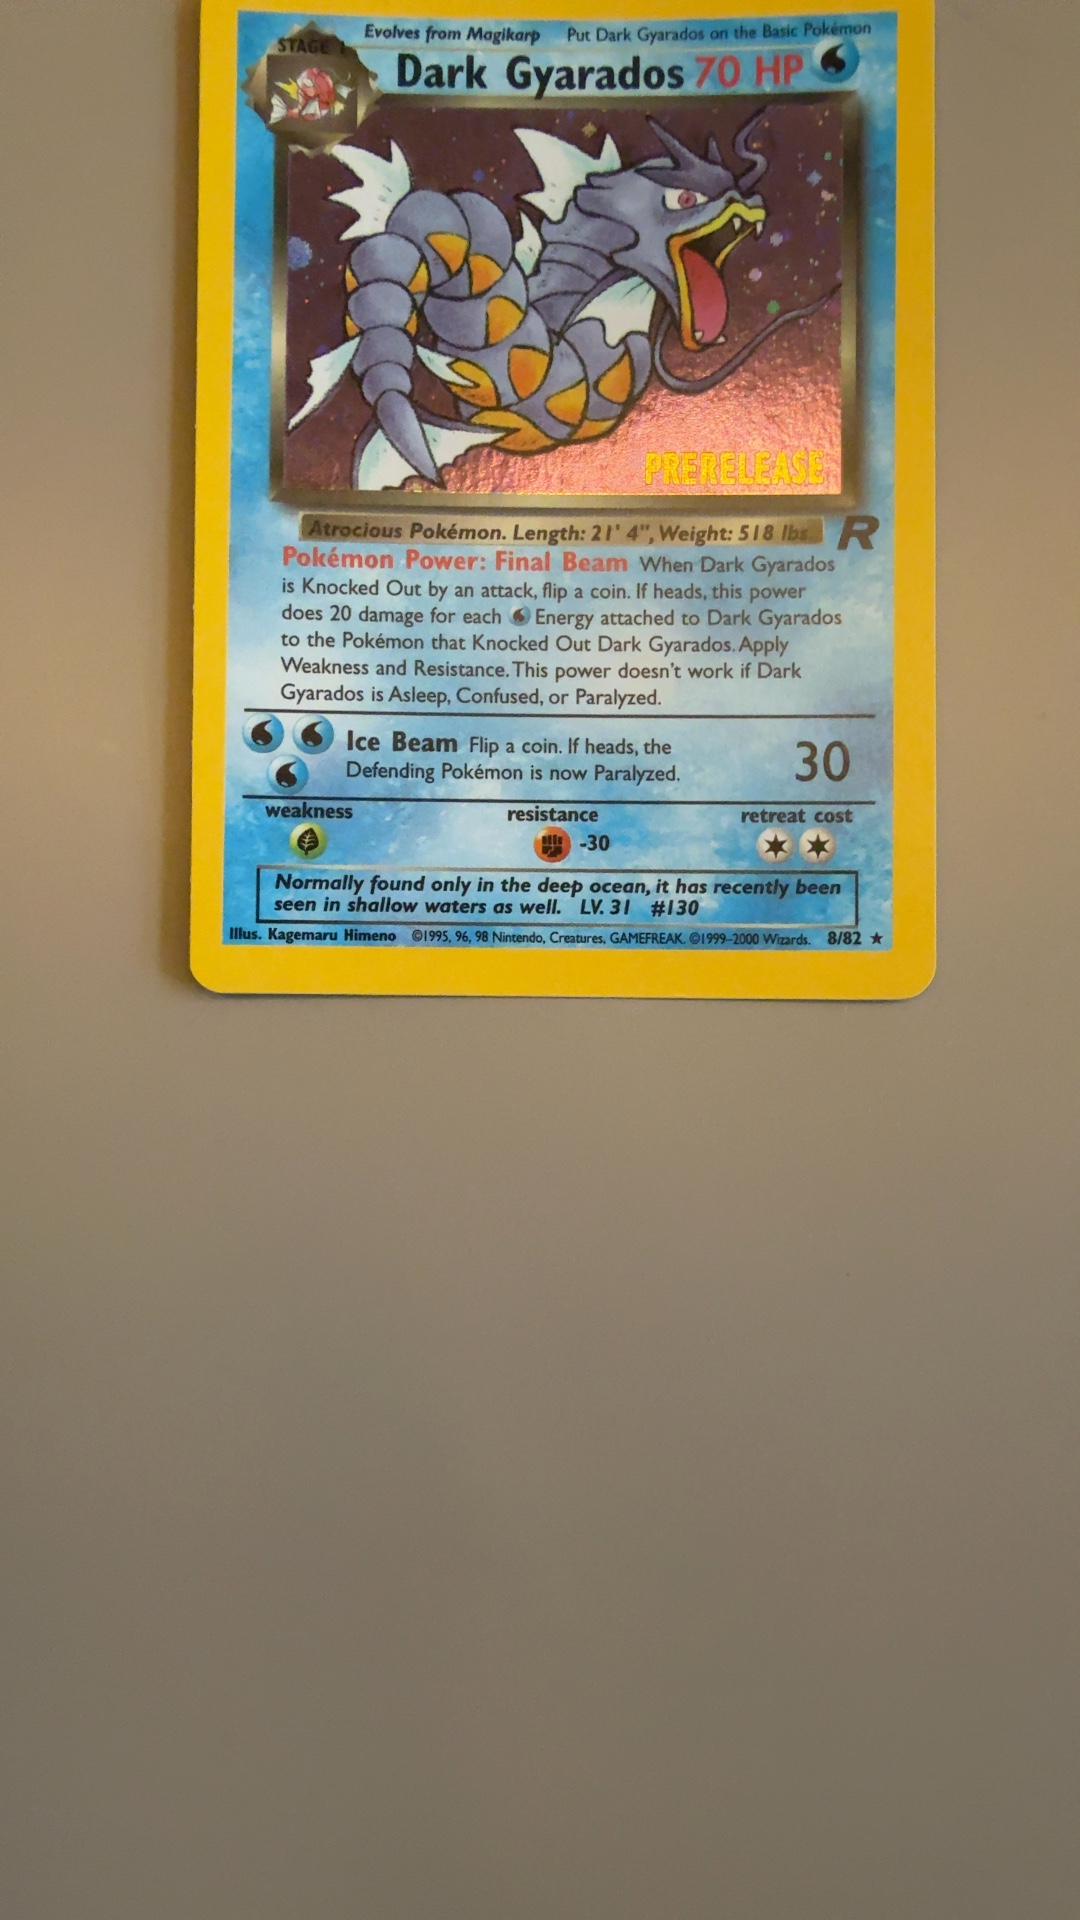 Evolves from Magikarp Put Dark Gyarados on the Basic Pokémon
STAGE 1
Dark Gyarados 70 HP
PRERELEASE
Atrocious Pokémon. Length: 21' 4", Weight: 518 lbs.
R
Pokémon Power: Final Beam When Dark Gyarados
is Knocked Out by an attack, flip a coin. If heads, this power
does 20 damage for each Energy attached to Dark Gyarados
to the Pokémon that Knocked Out Dark Gyarados. Apply
Weakness and Resistance. This power doesn't work if Dark
Gyarados is Asleep, Confused, or Paralyzed.
Ice Beam Flip a coin. If heads, the
Defending Pokémon is now Paralyzed.
30
weakness resistance retreat cost
-30
Normally found only in the deep ocean, it has recently been
seen in shallow waters as well. LV. 31 #130
Illus. Kagemaru Himeno ©1995, 96, 98 Nintendo, Creatures, GAMEFREAK. ©1999–2000 Wizards. 8/82 ★